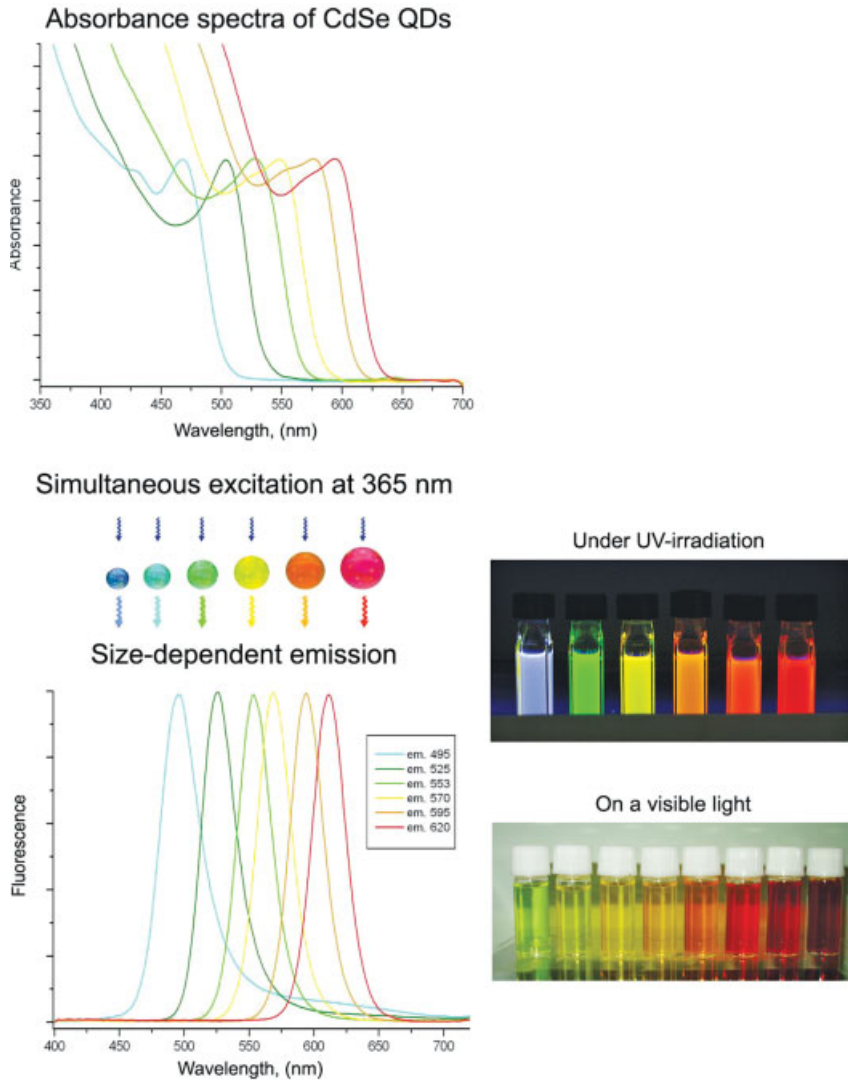 Absorbance spectra of CdSe QDs
Absorbance
350 400 450 500 550 600 650 700
Wavelength, (nm)
Simultaneous excitation at 365 nm
Size-dependent emission
Fluorescence
em. 495
em. 525
em. 553
em. 570
em. 595
em. 620
400 450 500 550 600 650 700
Wavelength, (nm)
Under UV-irradiation
On a visible light